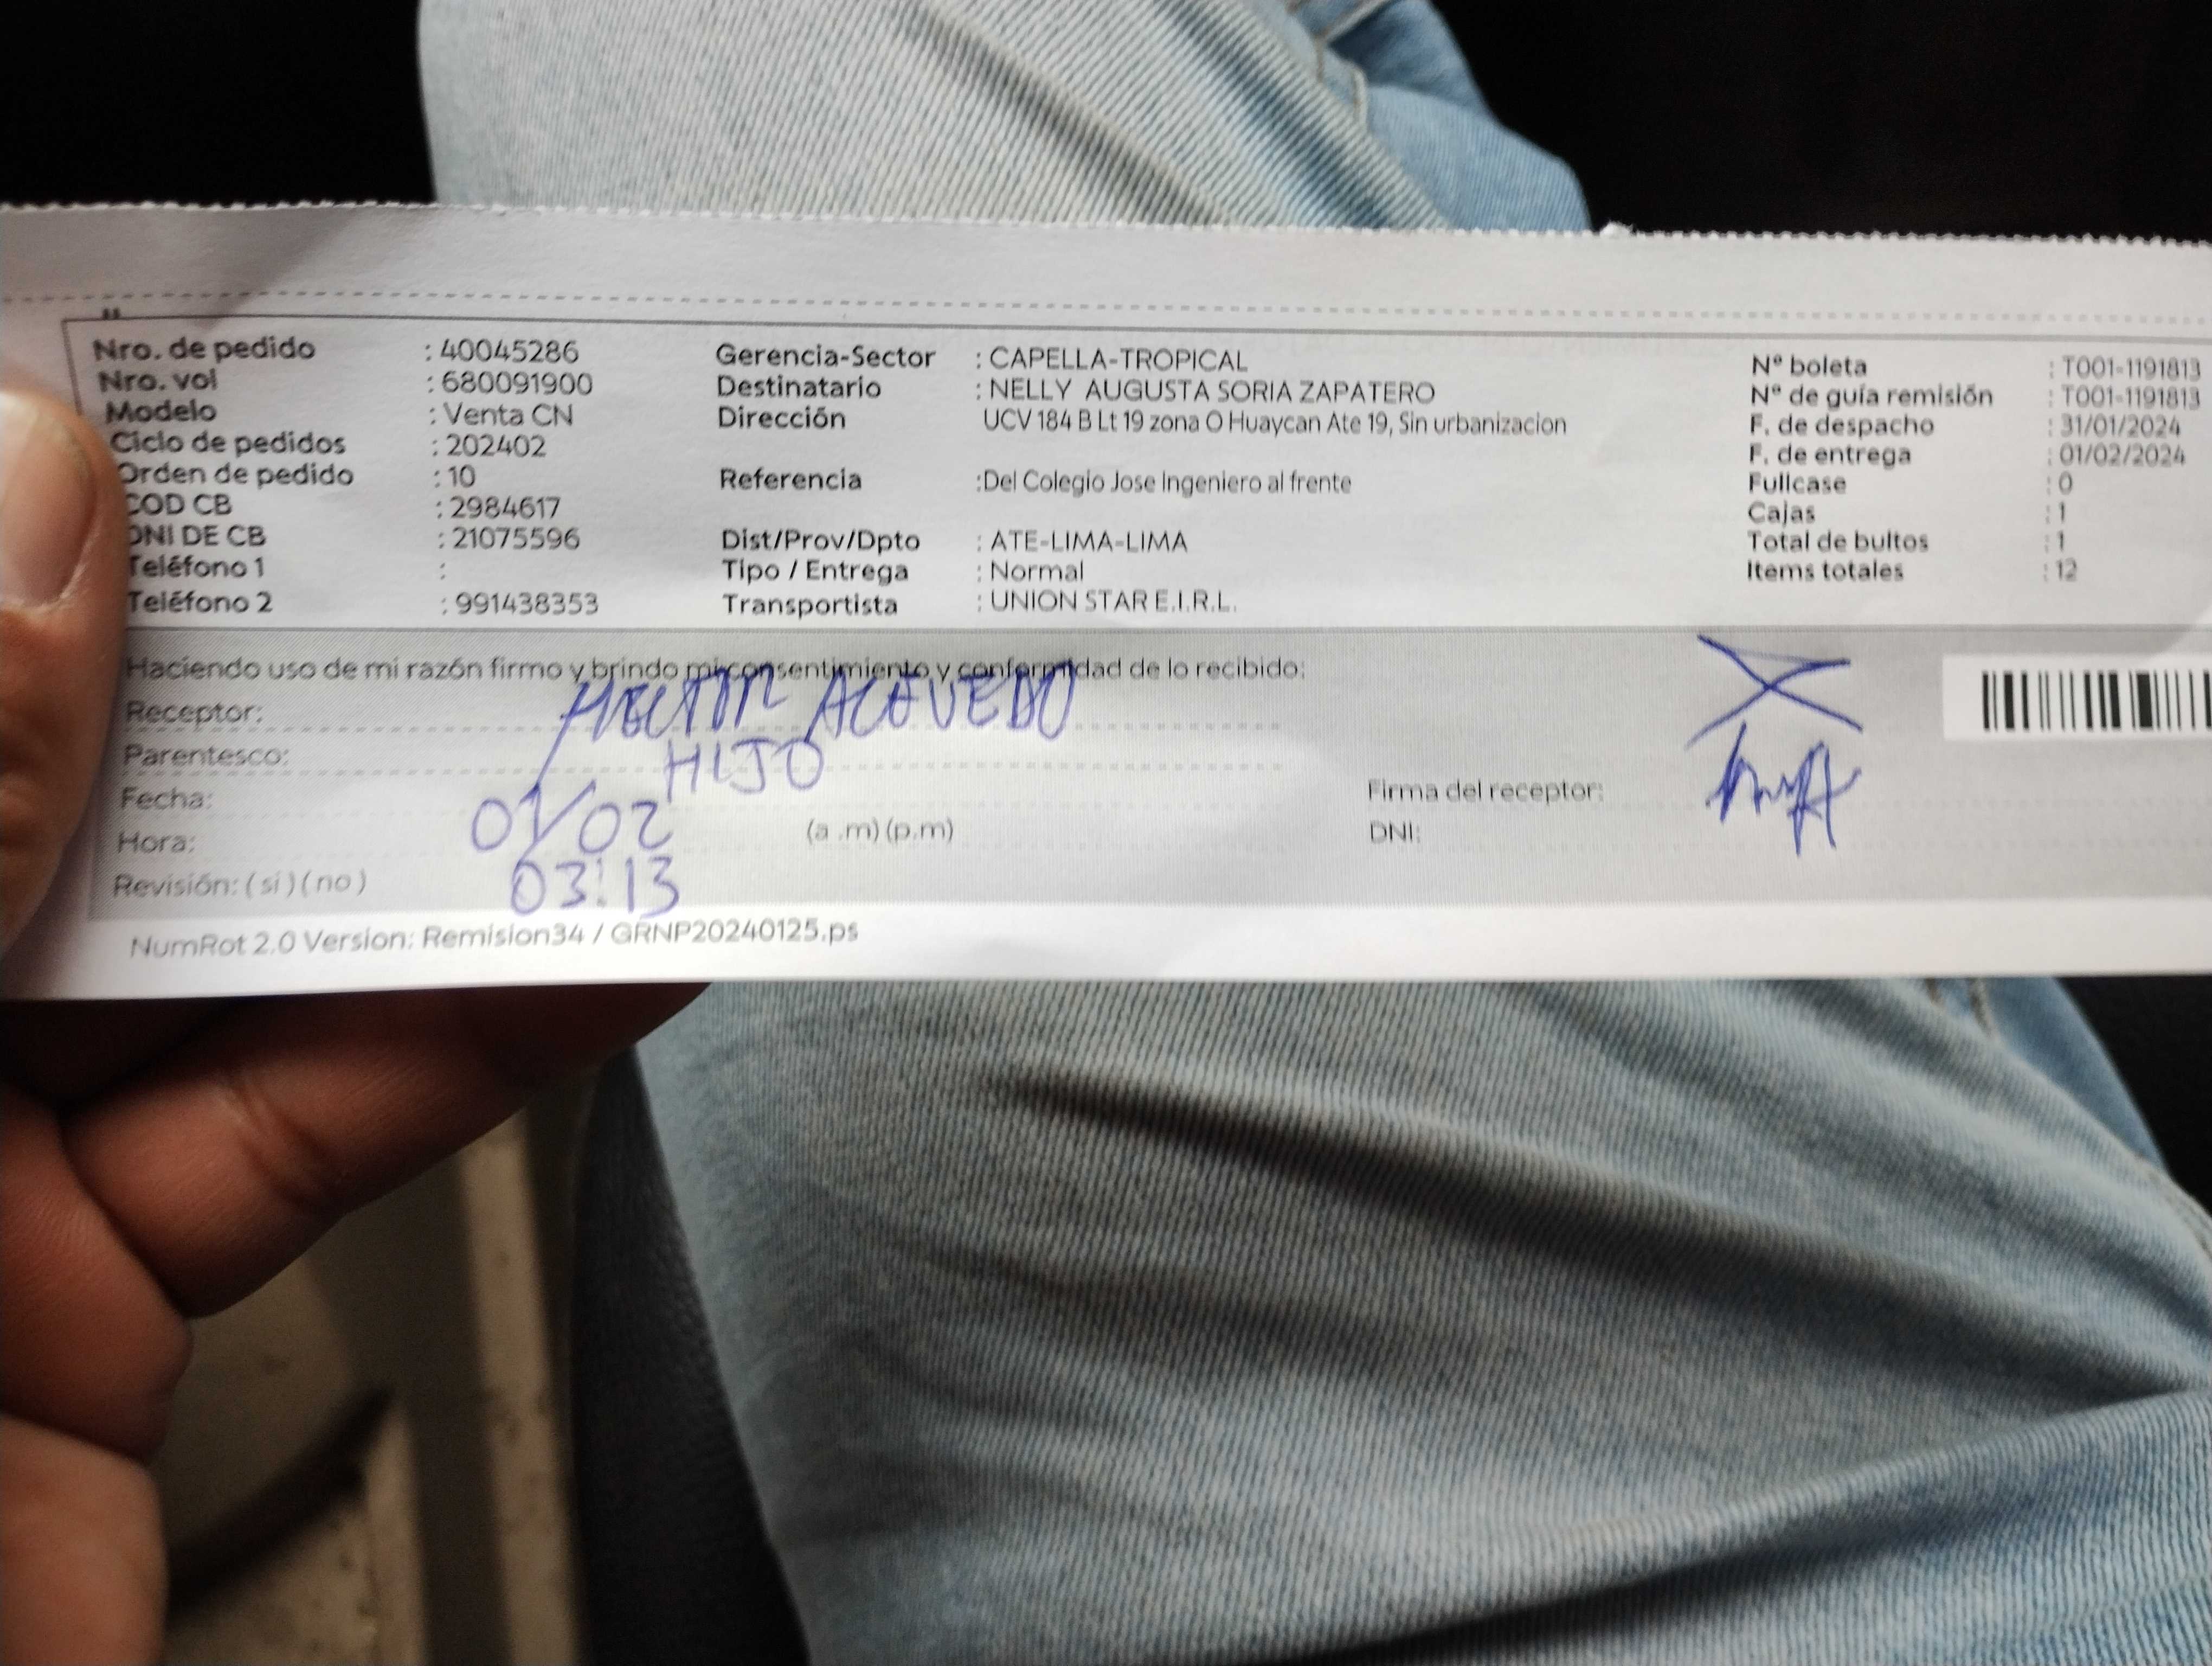 Nro. de pedido : 40045286 Gerencia-Sector : CAPELLA-TROPICAL Nº boleta : T001-1191813
Nro. vol : 680091900 Destinatario : NELLY AUGUSTA SORIA ZAPATERO Nº de guía remisión : T001-1191813
Modelo : Venta CN Dirección UCV 184 B Lt 19 zona O Huaycan Ate 19, Sin urbanizacion F. de despacho : 31/01/2024
Ciclo de pedidos : 202402 F. de entrega : 01/02/2024
Orden de pedido : 10 Referencia :Del Colegio Jose Ingeniero al frente Fullcase : 0
COD CB : 2984617 Cajas : 1
DNI DE CB : 21075596 Dist/Prov/Dpto : ATE-LIMA-LIMA Total de bultos : 1
Teléfono 1 : Tipo / Entrega : Normal Items totales : 12
Teléfono 2 : 991438353 Transportista : UNION STAR E.I.R.L.
Haciendo uso de mi razón firmo y brindo mi consentimiento y conformidad de lo recibido:
Receptor: HECTOR ACEVEDO
Parentesco: HIJO
Fecha: 01/02 Firma del receptor:
Hora: 03:13 (a .m) (p.m) DNI:
Revisión: ( si ) ( no )
NumRot 2.0 Version: Remision34 / GRNP20240125.ps